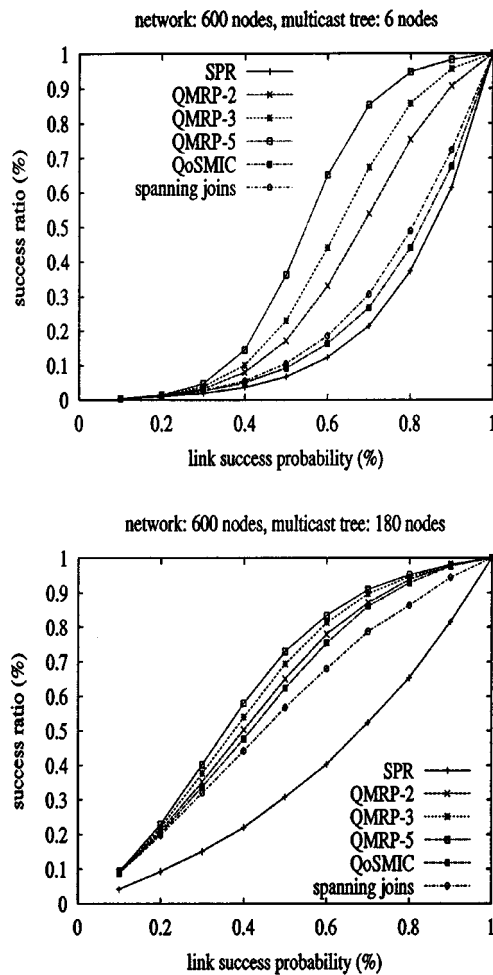 network: 600 nodes, multicast tree: 6 nodes
1
0.9
0.8
0.7
0.6
0.5
0.4
0.3
0.2
0.1
0
success ratio (%)
SPR
QMRP-2
QMRP-3
QMRP-5
QoSMIC
spanning joins
0 0.2 0.4 0.6 0.8 1
link success probability (%)
network: 600 nodes, multicast tree: 180 nodes
1
0.9
0.8
0.7
0.6
0.5
0.4
0.3
0.2
0.1
0
success ratio (%)
SPR
QMRP-2
QMRP-3
QMRP-5
QoSMIC
spanning joins
0 0.2 0.4 0.6 0.8 1
link success probability (%)